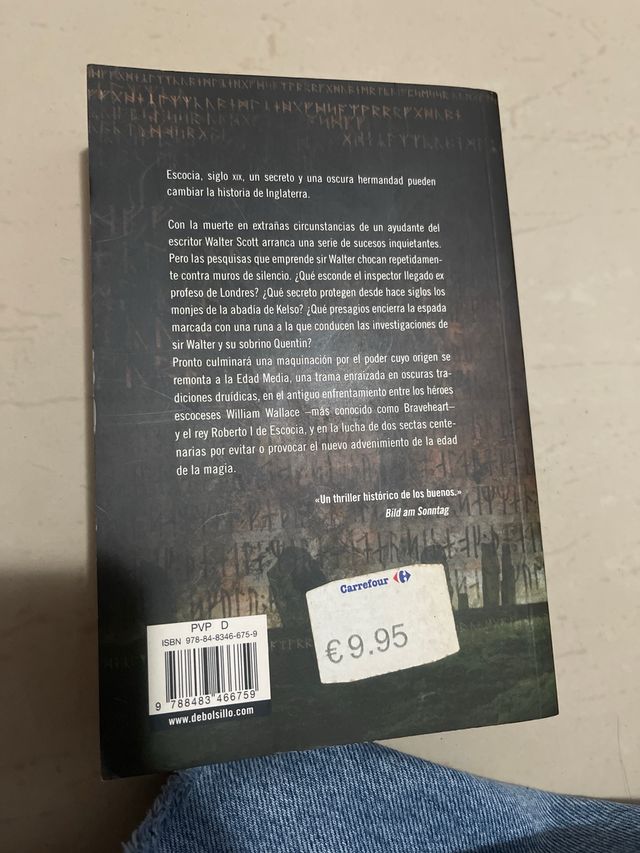 Escocia, siglo XIX, un secreto y una oscura hermandad pueden
cambiar la historia de Inglaterra.
Con la muerte en extrañas circunstancias de un ayudante del
escritor Walter Scott arranca una serie de sucesos inquietantes.
Pero las pesquisas que emprende sir Walter chocan repetidamen-
te contra muros de silencio. ¿Qué esconde el inspector llegado ex
profeso de Londres? ¿Qué secreto protegen desde hace siglos los
monjes de la abadía de Kelso? ¿Qué presagios encierra la espada
marcada con una runa a la que conducen las investigaciones de
sir Walter y su sobrino Quentin?
Pronto culminará una maquinación por el poder cuyo origen se
remonta a la Edad Media, una trama enraizada en oscuras tra-
diciones druídicas, en el antiguo enfrentamiento entre los héroes
escoceses William Wallace –más conocido como Braveheart–
y el rey Roberto I de Escocia, y en la lucha de dos sectas cente-
narias por evitar o provocar el nuevo advenimiento de la edad
de la magia.
«Un thriller histórico de los buenos.»
Bild am Sonntag
Carrefour
€ 9.95
PVP D
ISBN 978-84-8346-675-9
9 788483 466759
www.debolsillo.com